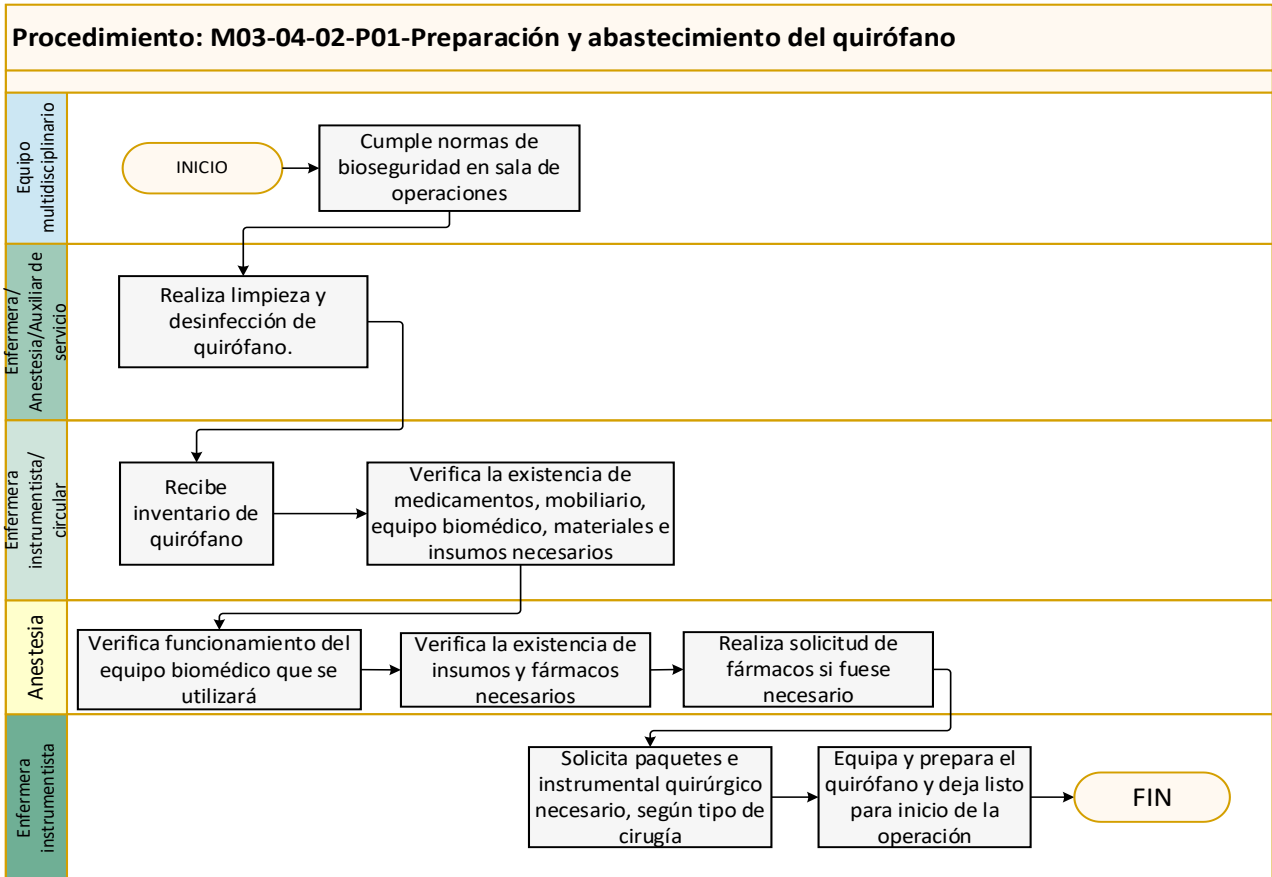 Procedimiento: M03-04-02-P01-Preparación y abastecimiento del quirófano
Equipo
multidisciplinario
INICIO
Cumple normas de
bioseguridad en sala de
operaciones
Enfermera/
Anestesia/Auxiliar de
servicio
Realiza limpieza y
desinfección de
quirófano.
Enfermera
instrumentista/
circular
Recibe
inventario de
quirófano
Verifica la existencia de
medicamentos, mobiliario,
equipo biomédico, materiales e
insumos necesarios
Anestesia
Verifica funcionamiento del
equipo biomédico que se
utilizará
Verifica la existencia de
insumos y fármacos
necesarios
Realiza solicitud de
fármacos si fuese
necesario
Enfermera
instrumentista
Solicita paquetes e
instrumental quirúrgico
necesario, según tipo de
cirugía
Equipa y prepara el
quirófano y deja listo
para inicio de la
operación
FIN